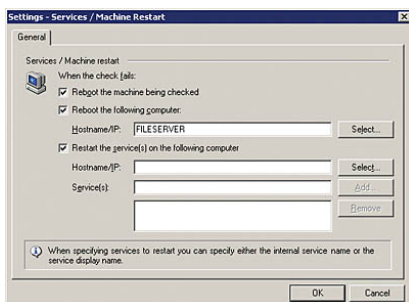 Settings - Services / Machine Restart
General
Services / Machine restart
When the check fails:
Reboot the machine being checked
Reboot the following computer:
Hostname/IP: FILESERVER Select...
Restart the service(s) on the following computer
Hostname/IP: Select...
Service(s): Add...
Remove
When specifying services to restart you can specify either the internal service name or the
service display name.
OK Cancel